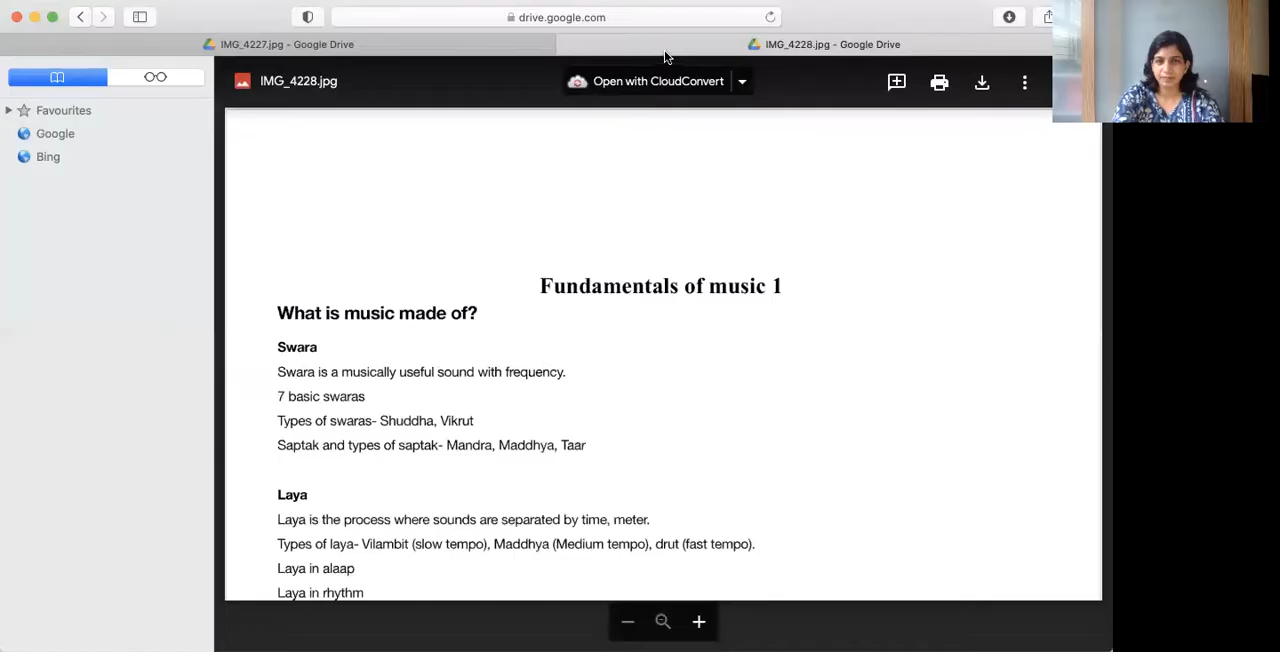 drive.google.com
IMG_4227.jpg - Google Drive
IMG_4228.jpg - Google Drive
IMG_4228.jpg
Open with CloudConvert
Favourites
Google
Bing
Fundamentals of music 1
What is music made of?
Swara
Swara is a musically useful sound with frequency.
7 basic swaras
Types of swaras- Shuddha, Vikrut
Saptak and types of saptak- Mandra, Maddhya, Taar
Laya
Laya is the process where sounds are separated by time, meter.
Types of laya- Vilambit (slow tempo), Maddhya (Medium tempo), drut (fast tempo).
Laya in alaap
Laya in rhythm